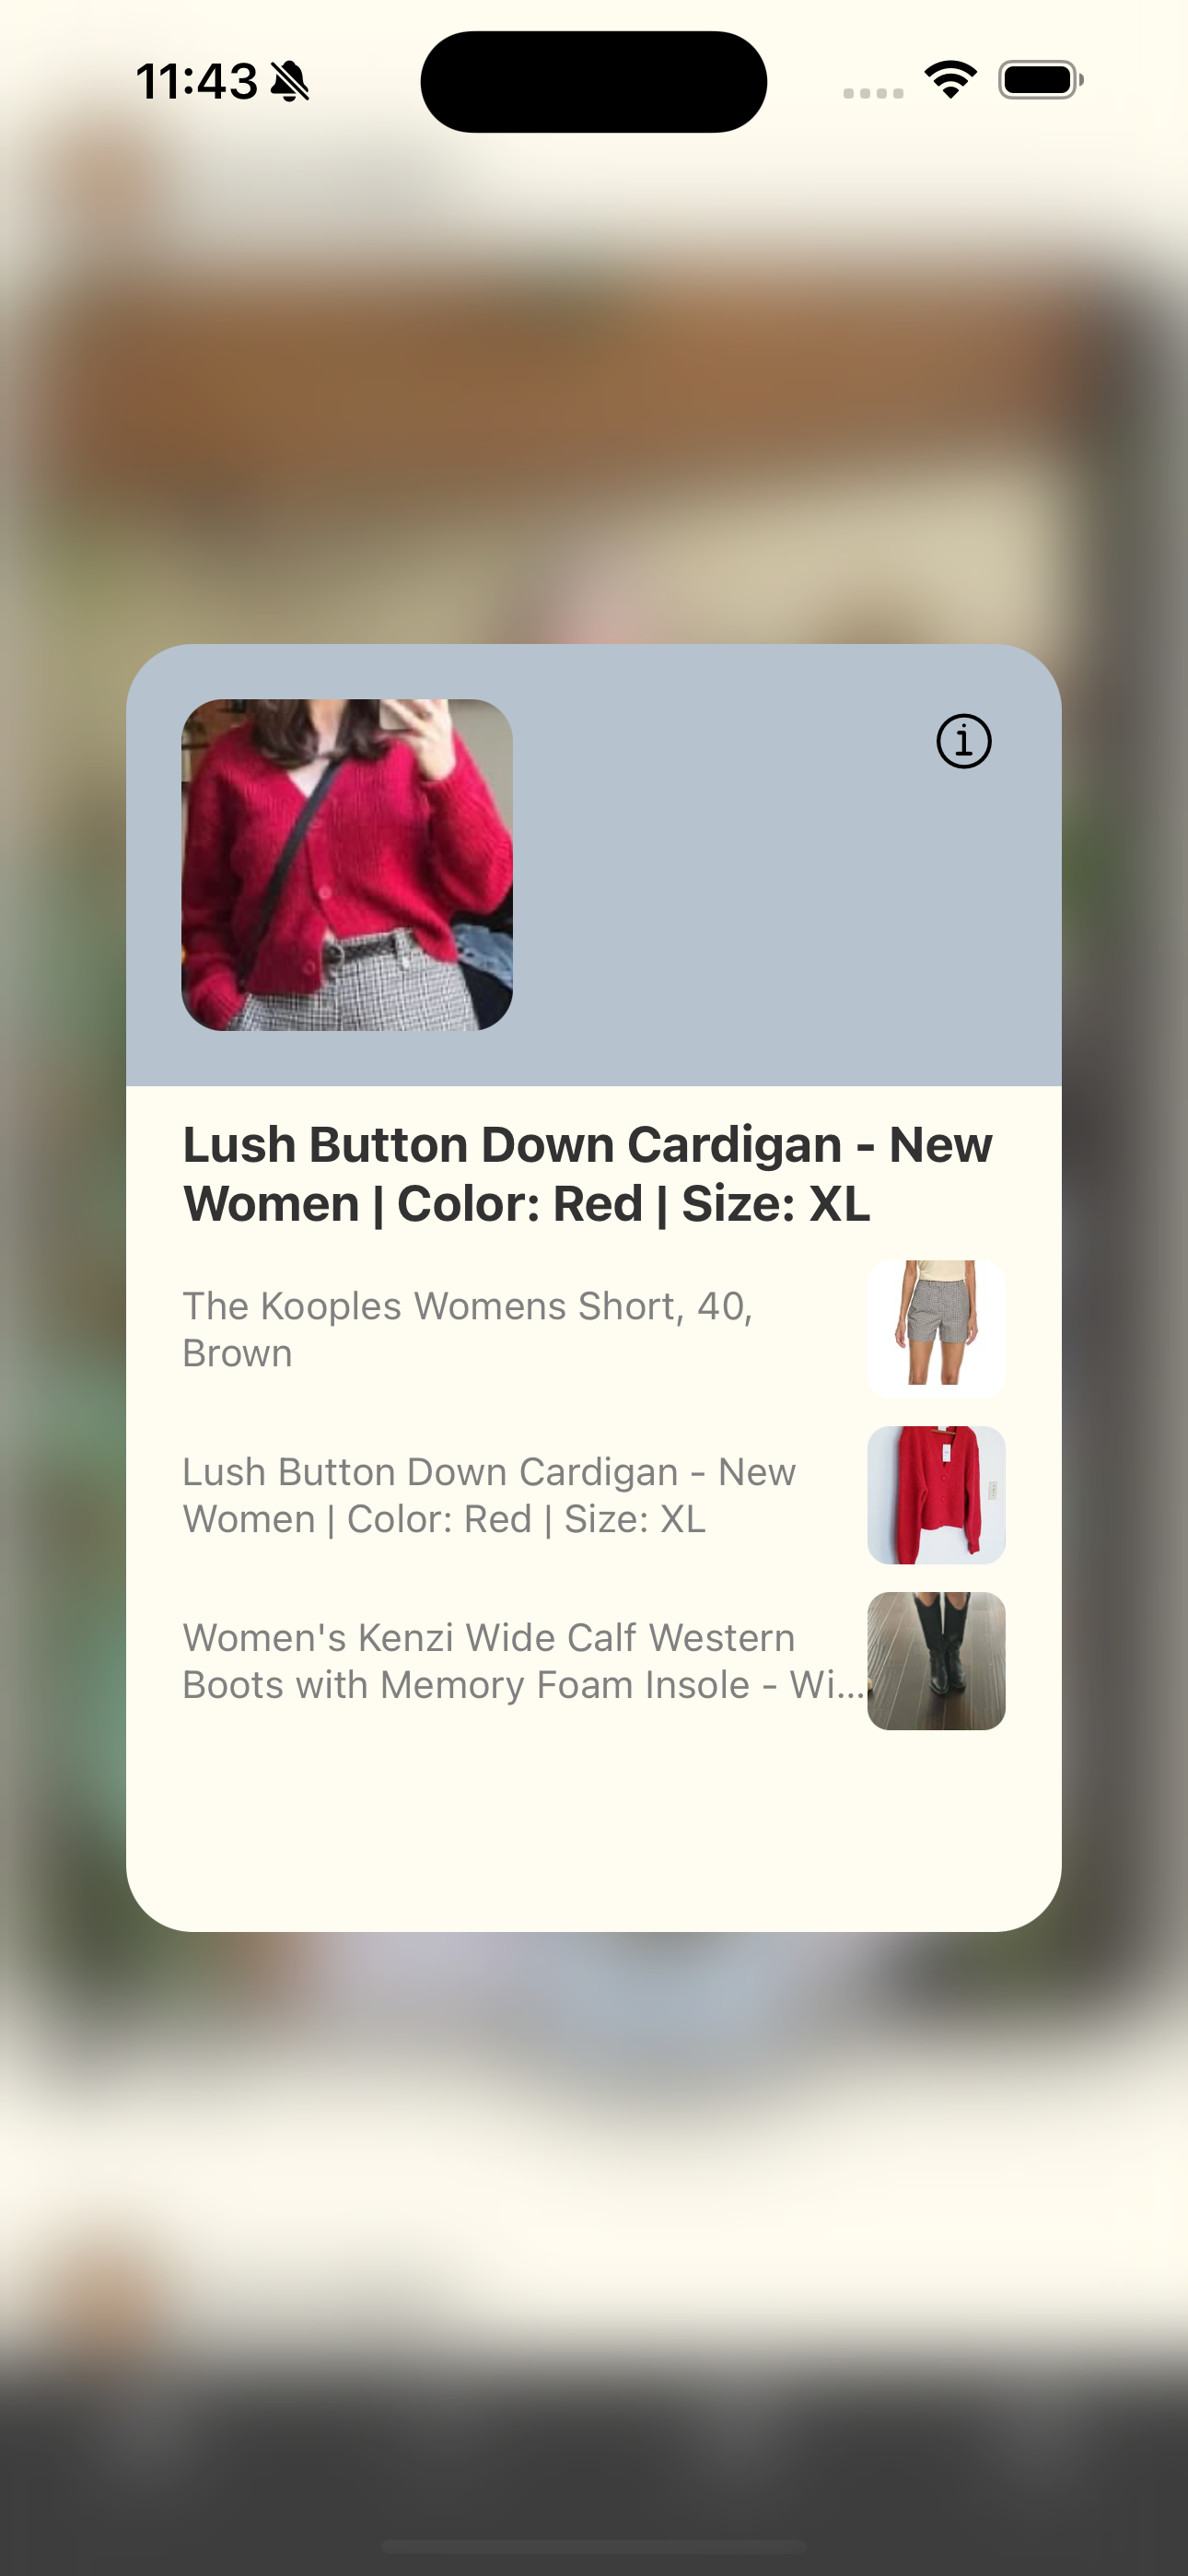 11:43
Lush Button Down Cardigan - New
Women | Color: Red | Size: XL
The Kooples Womens Short, 40,
Brown
Lush Button Down Cardigan - New
Women | Color: Red | Size: XL
Women's Kenzi Wide Calf Western
Boots with Memory Foam Insole - Wi...